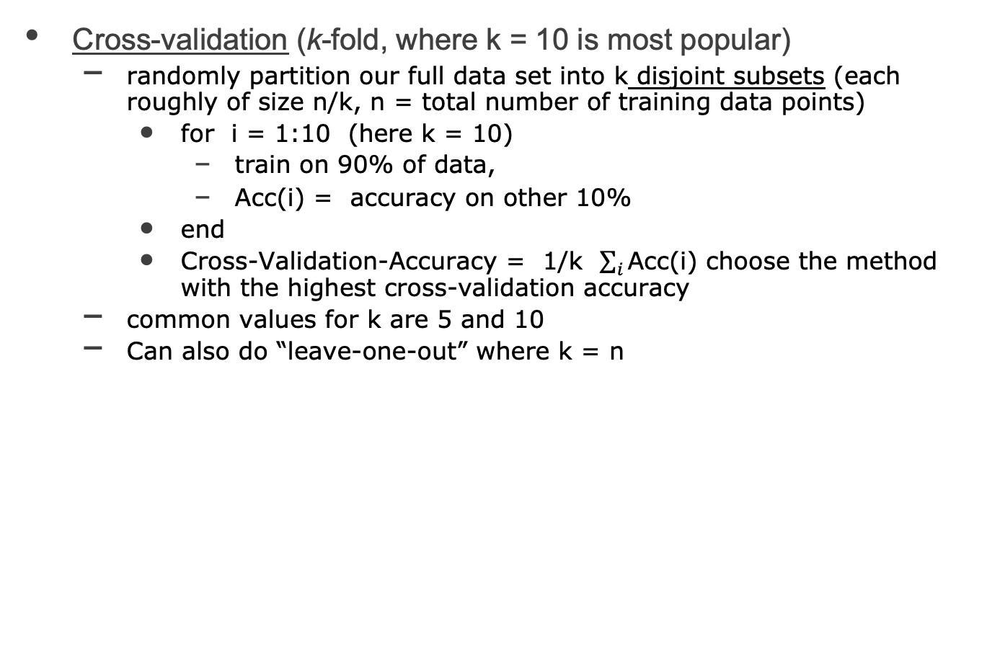 • Cross-validation (k-fold, where k = 10 is most popular)
– randomly partition our full data set into k disjoint subsets (each
roughly of size n/k, n = total number of training data points)
• for i = 1:10 (here k = 10)
– train on 90% of data,
– Acc(i) = accuracy on other 10%
• end
• Cross-Validation-Accuracy = 1/k ∑ᵢ Acc(i) choose the method
with the highest cross-validation accuracy
– common values for k are 5 and 10
– Can also do “leave-one-out” where k = n